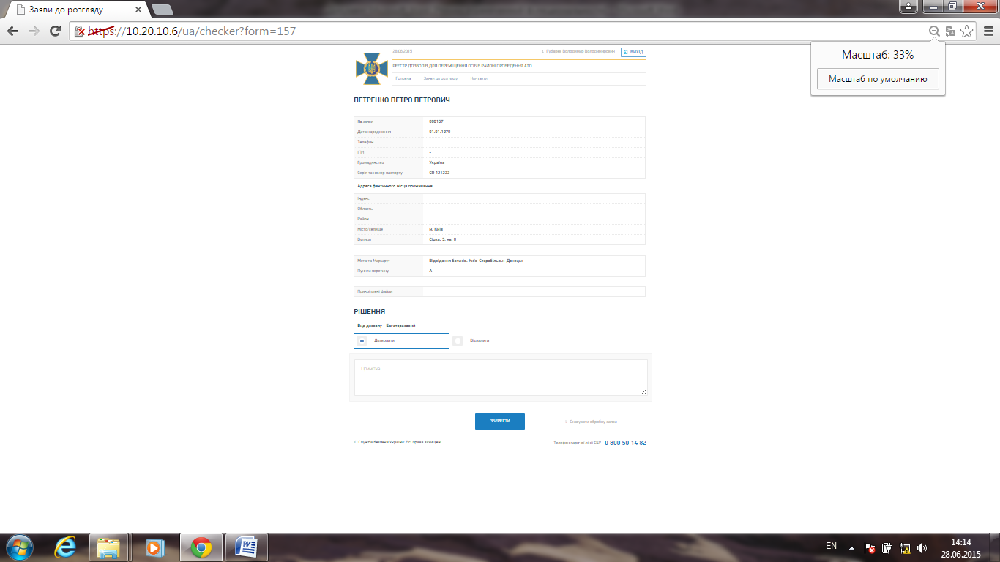 Заяви до розгляду
https://10.20.10.6/ua/checker?form=157
Масштаб: 33%
Масштаб по умолчанию
28.06.2015
Губарев Володимир Володимирович
ВИХІД
РЕЄСТР ДОЗВОЛІВ ДЛЯ ПЕРЕМІЩЕННЯ ОСІБ В РАЙОНІ ПРОВЕДЕННЯ АТО
Головна Заяви до розгляду Контакти
ПЕТРЕНКО ПЕТРО ПЕТРОВИЧ
№ заявки 000157
Дата народження 01.01.1970
Телефон
ІПН -
Громадянство Україна
Серія та номер паспорту СО 121222
Адреса фактичного місця проживання
Індекс
Область
Район
Місто/селище м. Київ
Вулиця Сірка, 5, кв. 0
Мета та Маршрут Відвідання батьків. Київ-Старобільськ-Донецьк
Пункти перетину А
Прикріплені файли
РІШЕННЯ
Вид дозволу - Багаторазовий
Дозволити Відхилити
Примітка
ЗБЕРЕГТИ
Скасувати обробку заяви
© Служба безпеки України. Всі права захищені
Телефон гарячої лінії СБУ 0 800 50 14 82
EN
14:14
28.06.2015